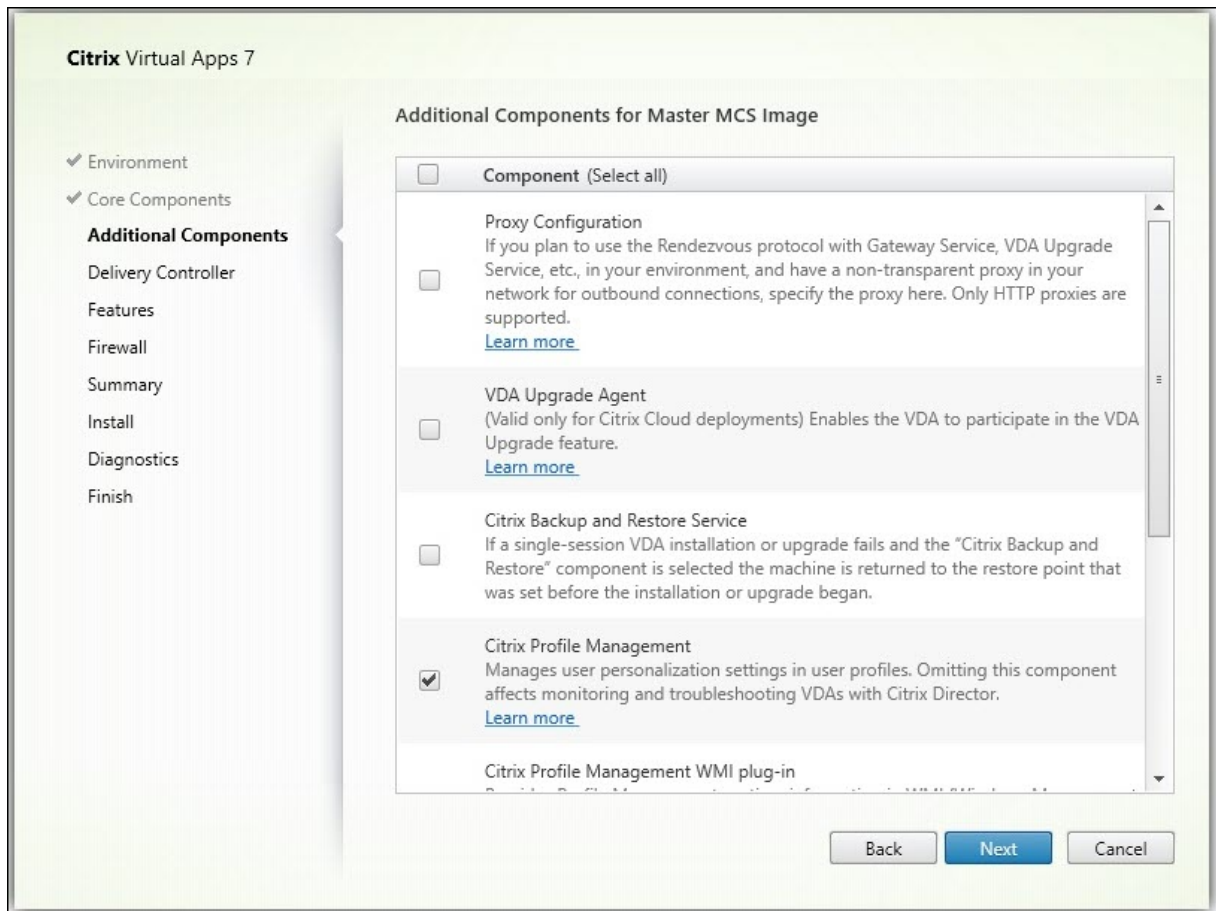 Citrix Virtual Apps 7
Additional Components for Master MCS Image
Environment
Core Components
Additional Components
Delivery Controller
Features
Firewall
Summary
Install
Diagnostics
Finish
Component (Select all)
Proxy Configuration
If you plan to use the Rendezvous protocol with Gateway Service, VDA Upgrade
Service, etc., in your environment, and have a non-transparent proxy in your
network for outbound connections, specify the proxy here. Only HTTP proxies are
supported.
Learn more
VDA Upgrade Agent
(Valid only for Citrix Cloud deployments) Enables the VDA to participate in the VDA
Upgrade feature.
Learn more
Citrix Backup and Restore Service
If a single-session VDA installation or upgrade fails and the “Citrix Backup and
Restore” component is selected the machine is returned to the restore point that
was set before the installation or upgrade began.
Citrix Profile Management
Manages user personalization settings in user profiles. Omitting this component
affects monitoring and troubleshooting VDAs with Citrix Director.
Learn more
Citrix Profile Management WMI plug-in
Back
Next
Cancel